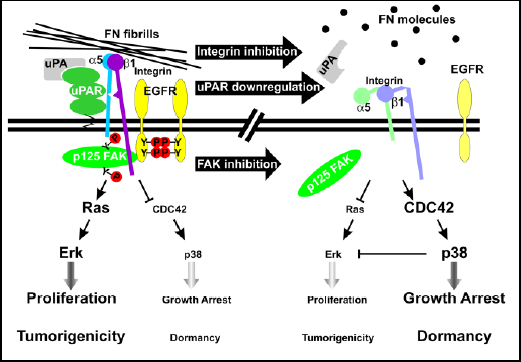 FN fibrills
FN molecules
uPA
α5
β1
Integrin
EGFR
uPAR
Integrin inhibition
uPAR downregulation
FAK inhibition
uPA
α5
Integrin
β1
EGFR
Y
Y PP Y
Y PP Y
p125 FAK
P
p125 FAK
Ras
CDC42
Ras
CDC42
Erk
p38
Erk
p38
Proliferation
Growth Arrest
Proliferation
Growth Arrest
Tumorigenicity
Dormancy
Tumorigenicity
Dormancy